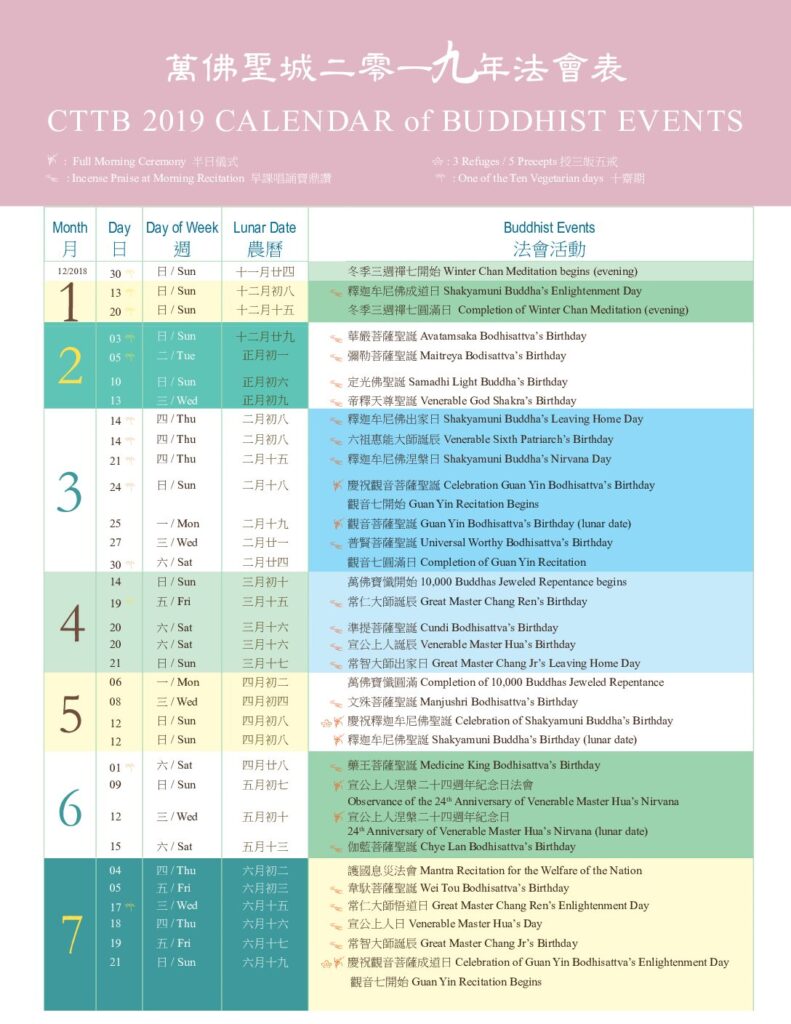 萬佛聖城二零一九年法會表
CTTB 2019 CALENDAR of BUDDHIST EVENTS
: Full Morning Ceremony 半日儀式 : 3 Refuges / 5 Precepts 授三皈五戒
: Incense Praise at Morning Recitation 早課唱誦寶鼎讚 : One of the Ten Vegetarian days 十齋期
Month Day Day of Week Lunar Date Buddhist Events
月 日 週 農曆 法會活動
12/2018 30 日 / Sun 十一月廿四 冬季三週禪七開始 Winter Chan Meditation begins (evening)
1
13 日 / Sun 十二月初八 釋迦牟尼佛成道日 Shakyamuni Buddha's Enlightenment Day
20 日 / Sun 十二月十五 冬季三週禪七圓滿日 Completion of Winter Chan Meditation (evening)
2
03 日 / Sun 十二月廿九 華嚴菩薩聖誕 Avatamsaka Bodhisattva's Birthday
05 二 / Tue 正月初一 彌勒菩薩聖誕 Maitreya Bodisattva's Birthday
10 日 / Sun 正月初六 定光佛聖誕 Samadhi Light Buddha's Birthday
13 三 / Wed 正月初九 帝釋天尊聖誕 Venerable God Shakra's Birthday
3
14 四 / Thu 二月初八 釋迦牟尼佛出家日 Shakyamuni Buddha's Leaving Home Day
14 四 / Thu 二月初八 六祖惠能大師誕辰 Venerable Sixth Patriarch's Birthday
21 四 / Thu 二月十五 釋迦牟尼佛涅槃日 Shakyamuni Buddha's Nirvana Day
24 日 / Sun 二月十八 慶祝觀音菩薩聖誕 Celebration Guan Yin Bodhisattva's Birthday
觀音七開始 Guan Yin Recitation Begins
25 一 / Mon 二月十九 觀音菩薩聖誕 Guan Yin Bodhisattva's Birthday (lunar date)
27 三 / Wed 二月廿一 普賢菩薩聖誕 Universal Worthy Bodhisattva's Birthday
30 六 / Sat 二月廿四 觀音七圓滿日 Completion of Guan Yin Recitation
4
14 日 / Sun 三月初十 萬佛寶懺開始 10,000 Buddhas Jeweled Repentance begins
19 五 / Fri 三月十五 常仁大師誕辰 Great Master Chang Ren's Birthday
20 六 / Sat 三月十六 準提菩薩聖誕 Cundi Bodhisattva's Birthday
20 六 / Sat 三月十六 宣公上人誕辰 Venerable Master Hua's Birthday
21 日 / Sun 三月十七 常智大師出家日 Great Master Chang Jr's Leaving Home Day
5
06 一 / Mon 四月初二 萬佛寶懺圓滿 Completion of 10,000 Buddhas Jeweled Repentance
08 三 / Wed 四月初四 文殊菩薩聖誕 Manjushri Bodhisattva's Birthday
12 日 / Sun 四月初八 慶祝釋迦牟尼佛聖誕 Celebration of Shakyamuni Buddha's Birthday
12 日 / Sun 四月初八 釋迦牟尼佛聖誕 Shakyamuni Buddha's Birthday (lunar date)
6
01 六 / Sat 四月廿八 藥王菩薩聖誕 Medicine King Bodhisattva's Birthday
09 日 / Sun 五月初七 宣公上人涅槃二十四週年紀念日法會
Observance of the 24th Anniversary of Venerable Master Hua's Nirvana
12 三 / Wed 五月初十 宣公上人涅槃二十四週年紀念日
24th Anniversary of Venerable Master Hua's Nirvana (lunar date)
15 六 / Sat 五月十三 伽藍菩薩聖誕 Chye Lan Bodhisattva's Birthday
7
04 四 / Thu 六月初二 護國息災法會 Mantra Recitation for the Welfare of the Nation
05 五 / Fri 六月初三 韋馱菩薩聖誕 Wei Tou Bodhisattva's Birthday
17 三 / Wed 六月十五 常仁大師悟道日 Great Master Chang Ren's Enlightenment Day
18 四 / Thu 六月十六 宣公上人日 Venerable Master Hua's Day
19 五 / Fri 六月十七 常智大師誕辰 Great Master Chang Jr's Birthday
21 日 / Sun 六月十九 慶祝觀音菩薩成道日 Celebration of Guan Yin Bodhisattva's Enlightenment Day
觀音七開始 Guan Yin Recitation Begins